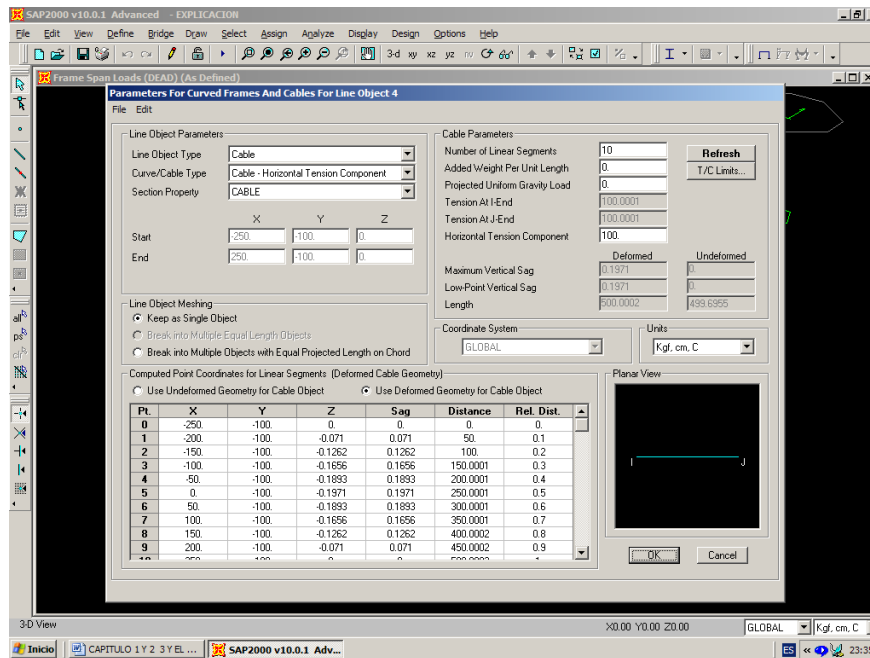 SAP2000 v10.0.1 Advanced - EXPLICACION
File Edit View Define Bridge Draw Select Assign Analyze Display Design Options Help
3-d xy xz yz nv
Frame Span Loads (DEAD) (As Defined)
Parameters For Curved Frames And Cables For Line Object 4
File Edit
Line Object Parameters
Line Object Type Cable
Curve/Cable Type Cable - Horizontal Tension Component
Section Property CABLE
X Y Z
Start -250. -100. 0.
End 250. -100. 0.
Cable Parameters
Number of Linear Segments 10
Added Weight Per Unit Length 0.
Projected Uniform Gravity Load 0.
Tension At I-End 100.0001
Tension At J-End 100.0001
Horizontal Tension Component 100.
Refresh
T/C Limits...
Deformed Undeformed
Maximum Vertical Sag 0.1971 0.
Low-Point Vertical Sag 0.1971 0.
Length 500.0002 499.6955
Line Object Meshing
Keep as Single Object
Break into Multiple Equal Length Objects
Break into Multiple Objects with Equal Projected Length on Chord
Coordinate System
GLOBAL
Units
Kgf, cm, C
Computed Point Coordinates for Linear Segments (Deformed Cable Geometry)
Use Undeformed Geometry for Cable Object Use Deformed Geometry for Cable Object
Pt. X Y Z Sag Distance Rel. Dist.
0 -250. -100. 0. 0. 0. 0.
1 -200. -100. -0.071 0.071 50. 0.1
2 -150. -100. -0.1262 0.1262 100. 0.2
3 -100. -100. -0.1656 0.1656 150.0001 0.3
4 -50. -100. -0.1893 0.1893 200.0001 0.4
5 0. -100. -0.1971 0.1971 250.0001 0.5
6 50. -100. -0.1893 0.1893 300.0001 0.6
7 100. -100. -0.1656 0.1656 350.0001 0.7
8 150. -100. -0.1262 0.1262 400.0002 0.8
9 200. -100. -0.071 0.071 450.0002 0.9
Planar View
I J
OK Cancel
all
ps
clr
3-D View
X0.00 Y0.00 Z0.00
GLOBAL
Kgf, cm, C
Inicio
CAPITULO 1 Y 2 3 Y EL ...
SAP2000 v10.0.1 Adv...
ES